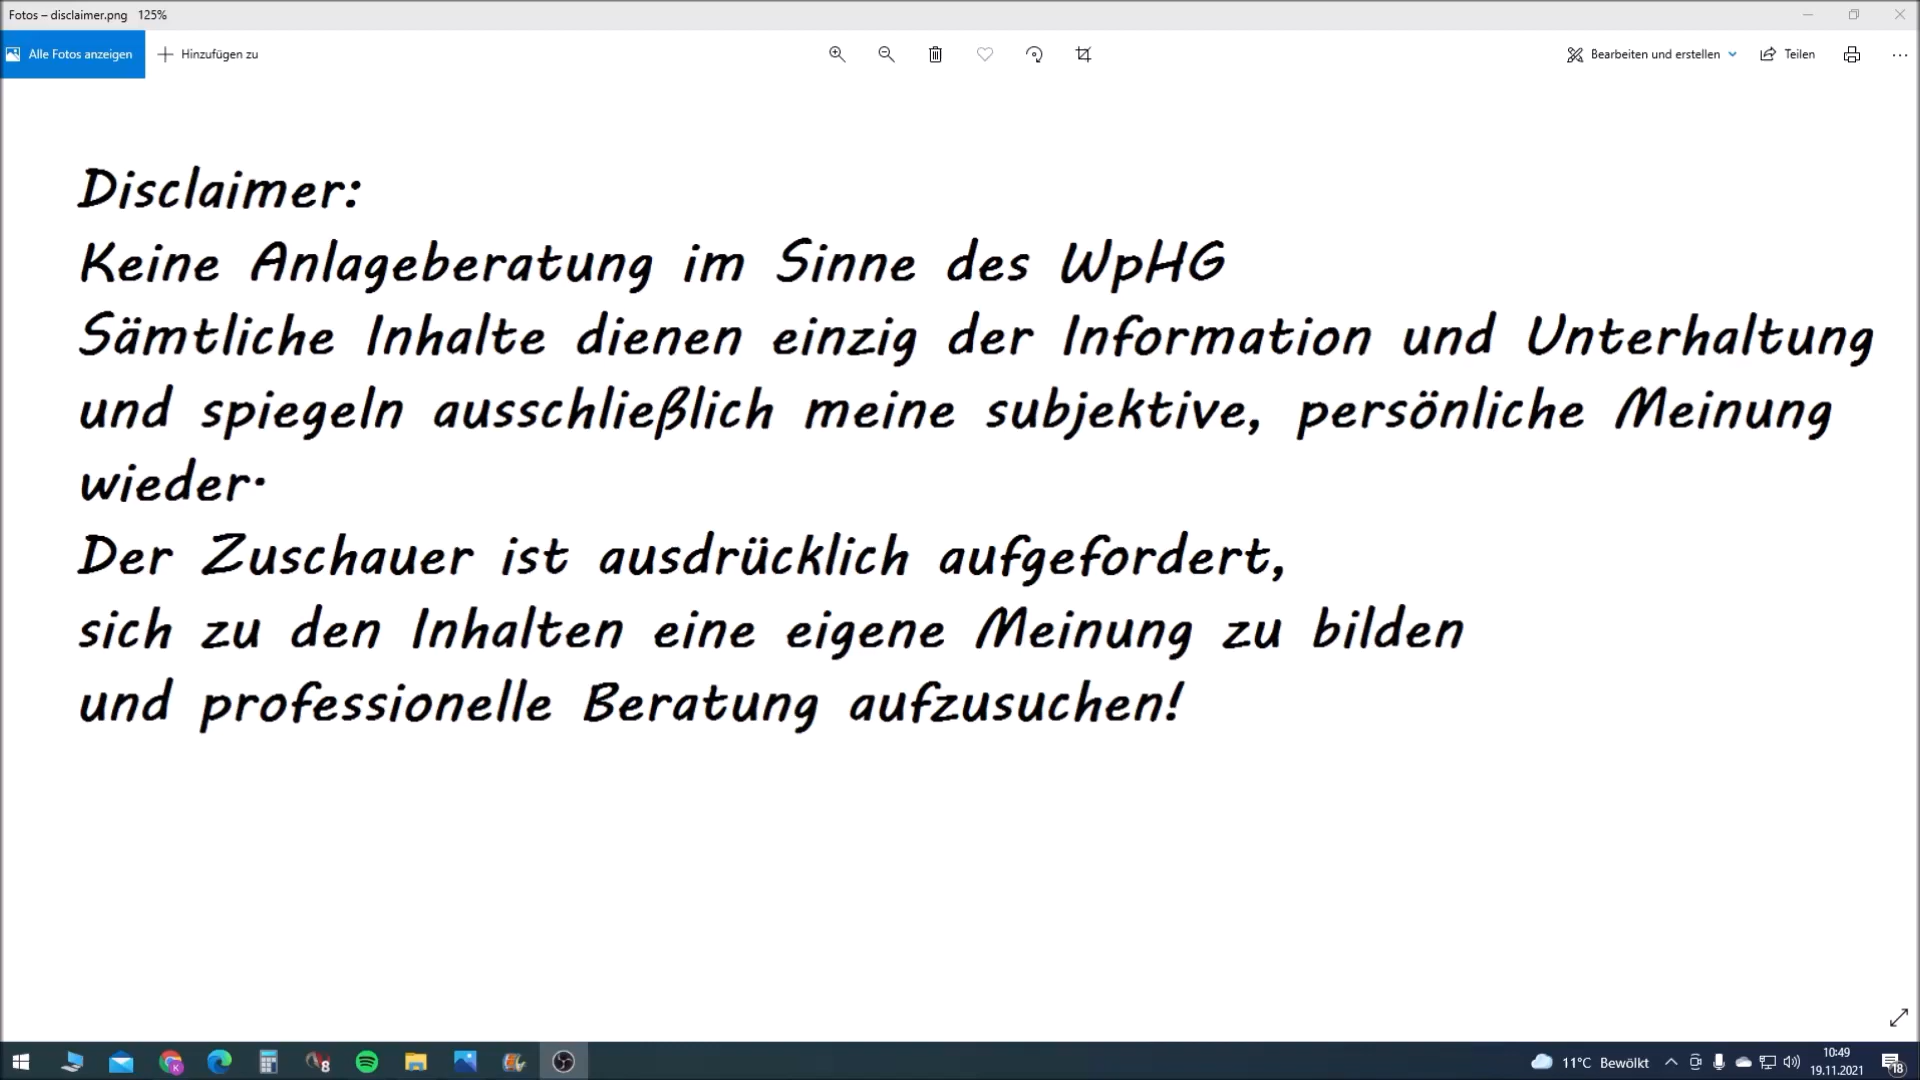 Fotos – disclaimer.png 125%
Alle Fotos anzeigen Hinzufügen zu Bearbeiten und erstellen Teilen
Disclaimer:
Keine Anlageberatung im Sinne des WpHG
Sämtliche Inhalte dienen einzig der Information und Unterhaltung
und spiegeln ausschließlich meine subjektive, persönliche Meinung
wieder.
Der Zuschauer ist ausdrücklich aufgefordert,
sich zu den Inhalten eine eigene Meinung zu bilden
und professionelle Beratung aufzusuchen!
K 8 11°C Bewölkt 10:49 18
19.11.2021